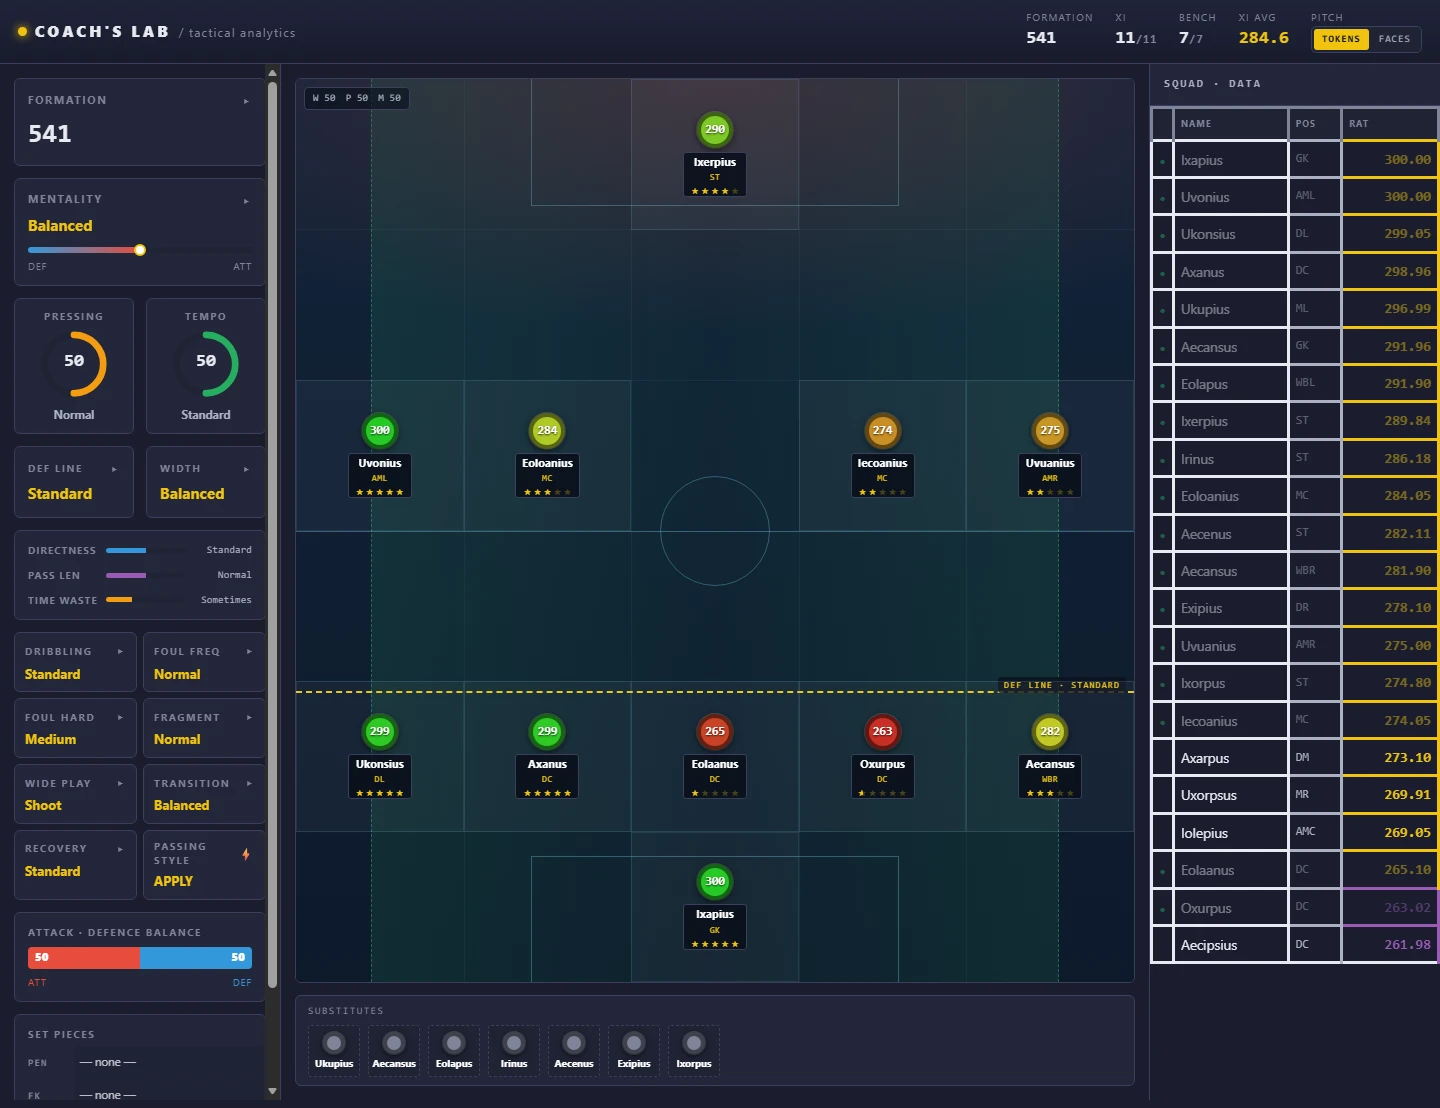 COACH'S LAB / tactical analytics
FORMATION
541
XI
11/11
BENCH
7/7
XI AVG
284.6
PITCH
TOKENS FACES
FORMATION
541
MENTALITY
Balanced
DEF ATT
PRESSING
50
Normal
TEMPO
50
Standard
DEF LINE
Standard
WIDTH
Balanced
DIRECTNESS Standard
PASS LEN Normal
TIME WASTE Sometimes
DRIBBLING
Standard
FOUL FREQ
Normal
FOUL HARD
Medium
FRAGMENT
Normal
WIDE PLAY
Shoot
TRANSITION
Balanced
RECOVERY
Standard
PASSING
STYLE
APPLY
ATTACK · DEFENCE BALANCE
50 50
ATT DEF
SET PIECES
PEN — none —
FK — none —
W 50 P 50 M 50
290
Ixerpius
ST
300
Uvonius
AML
284
Eoloanius
MC
274
Iecoanius
MC
275
Uvuanius
AMR
DEF LINE · STANDARD
299
Ukonsius
DL
299
Axanus
DC
265
Eolaanus
DC
263
Oxurpus
DC
282
Aecansus
WBR
300
Ixapius
GK
SUBSTITUTES
Ukupius Aecansus Eolapus Irinus Aecenus Exipius Ixorpus
SQUAD · DATA
NAME POS RAT
Ixapius GK 300.00
Uvonius AML 300.00
Ukonsius DL 299.05
Axanus DC 298.96
Ukupius ML 296.99
Aecansus GK 291.96
Eolapus WBL 291.90
Ixerpius ST 289.84
Irinus ST 286.18
Eoloanius MC 284.05
Aecenus ST 282.11
Aecansus WBR 281.90
Exipius DR 278.10
Uvuanius AMR 275.00
Ixorpus ST 274.80
Iecoanius MC 274.05
Axarpus DM 273.10
Uxorpsus MR 269.91
Iolepius AMC 269.05
Eolaanus DC 265.10
Oxurpus DC 263.02
Aecipsius DC 261.98